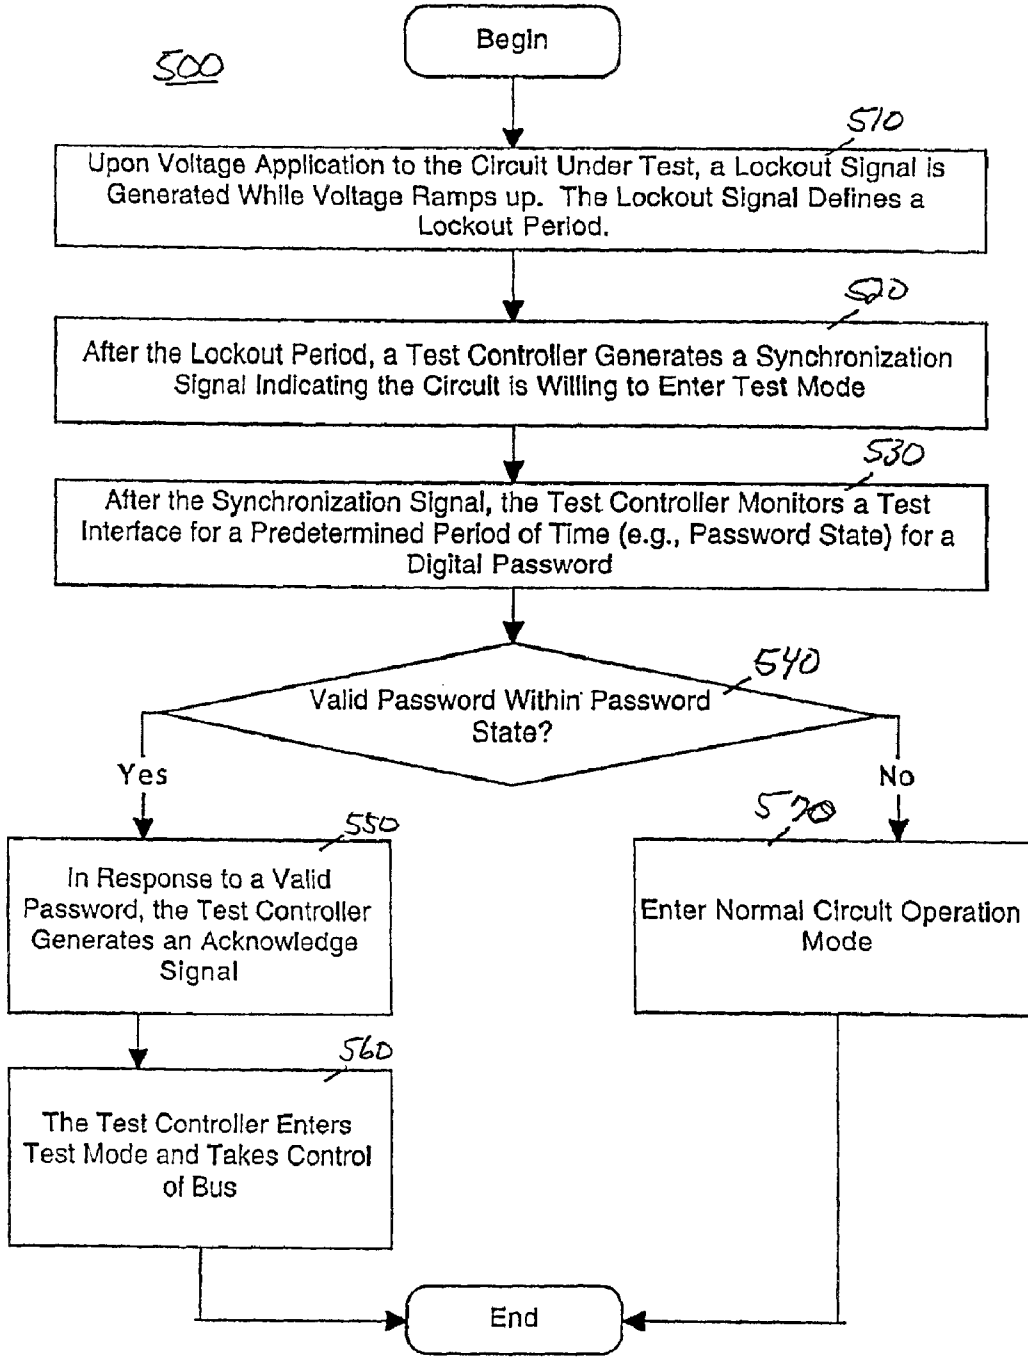 Begin
500
510
Upon Voltage Application to the Circuit Under Test, a Lockout Signal is
Generated While Voltage Ramps up. The Lockout Signal Defines a
Lockout Period.
520
After the Lockout Period, a Test Controller Generates a Synchronization
Signal Indicating the Circuit is Willing to Enter Test Mode
530
After the Synchronization Signal, the Test Controller Monitors a Test
Interface for a Predetermined Period of Time (e.g., Password State) for a
Digital Password
540
Valid Password Within Password
State?
Yes
No
550
In Response to a Valid
Password, the Test Controller
Generates an Acknowledge
Signal
570
Enter Normal Circuit Operation
Mode
560
The Test Controller Enters
Test Mode and Takes Control
of Bus
End